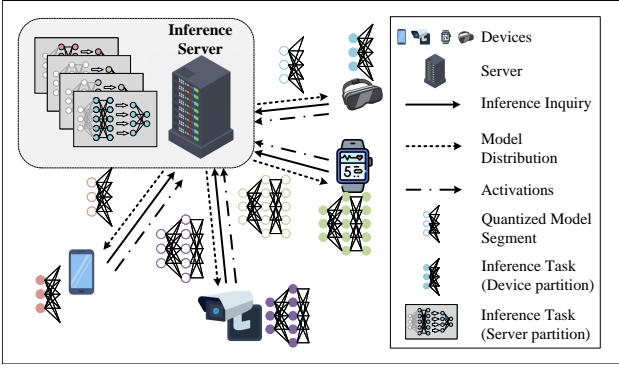 Inference
Server
5
Devices
Server
Inference Inquiry
Model
Distribution
Activations
Quantized Model
Segment
Inference Task
(Device partition)
Inference Task
(Server partition)